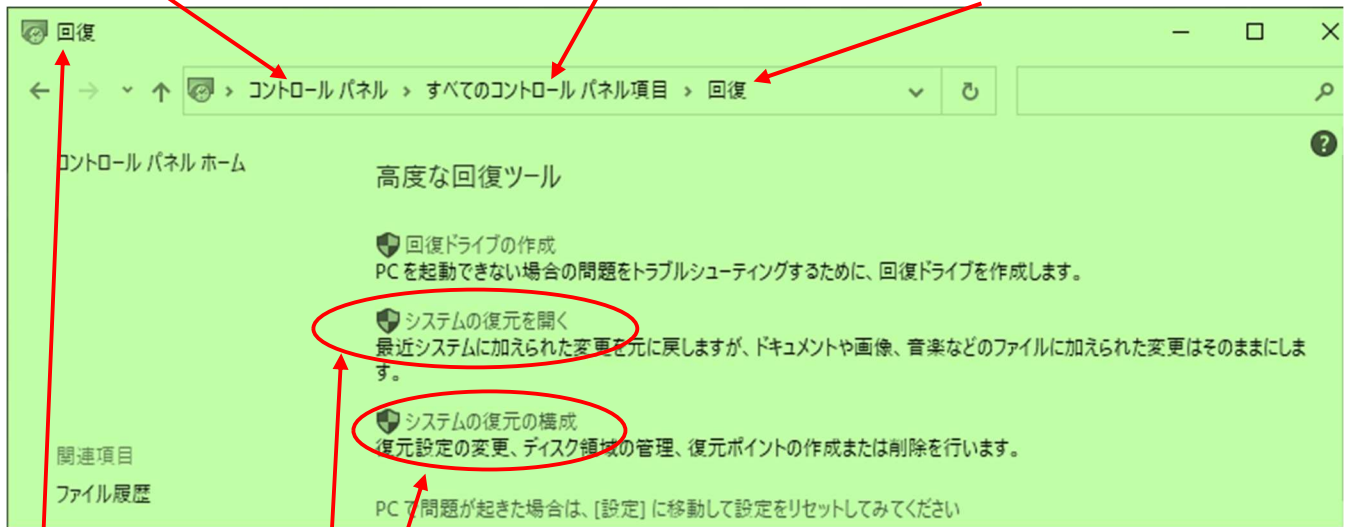 回復
コントロール パネル › すべてのコントロール パネル項目 › 回復
コントロール パネル ホーム
高度な回復ツール
回復ドライブの作成
PC を起動できない場合の問題をトラブルシューティングするために、回復ドライブを作成します。
システムの復元を開く
最近システムに加えられた変更を元に戻しますが、ドキュメントや画像、音楽などのファイルに加えられた変更はそのままにしま
す。
システムの復元の構成
復元設定の変更、ディスク領域の管理、復元ポイントの作成または削除を行います。
関連項目
ファイル履歴
PC で問題が起きた場合は、[設定] に移動して設定をリセットしてみてください